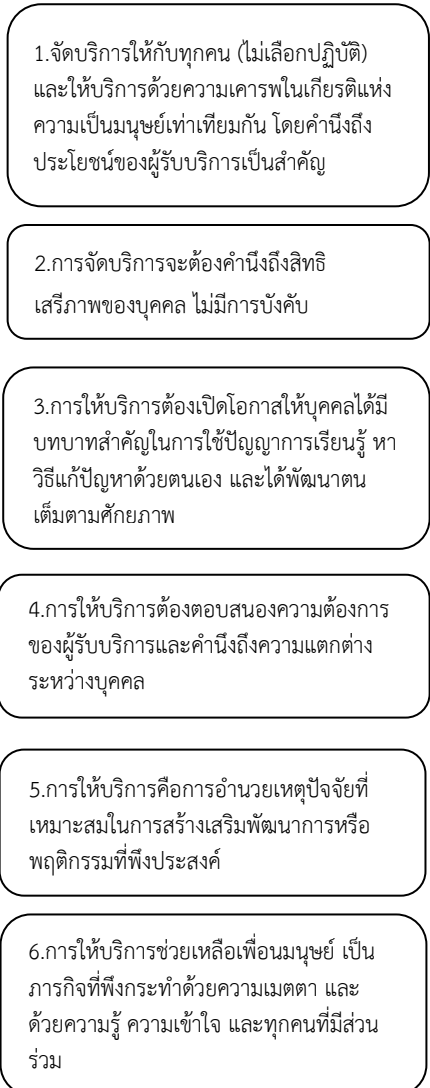 1.จัดบริการให้กับทุกคน (ไม่เลือกปฏิบัติ)
และให้บริการด้วยความเคารพในเกียรติแห่ง
ความเป็นมนุษย์เท่าเทียมกัน โดยคำนึงถึง
ประโยชน์ของผู้รับบริการเป็นสำคัญ
2.การจัดบริการจะต้องคำนึงถึงสิทธิ
เสรีภาพของบุคคล ไม่มีการบังคับ
3.การให้บริการต้องเปิดโอกาสให้บุคคลได้มี
บทบาทสำคัญในการใช้ปัญญาการเรียนรู้ หา
วิธีแก้ปัญหาด้วยตนเอง และได้พัฒนาตน
เต็มตามศักยภาพ
4.การให้บริการต้องตอบสนองความต้องการ
ของผู้รับบริการและคำนึงถึงความแตกต่าง
ระหว่างบุคคล
5.การให้บริการคือการอำนวยเหตุปัจจัยที่
เหมาะสมในการสร้างเสริมพัฒนาการหรือ
พฤติกรรมที่พึงประสงค์
6.การให้บริการช่วยเหลือเพื่อนมนุษย์ เป็น
ภารกิจที่พึงกระทำด้วยความเมตตา และ
ด้วยความรู้ ความเข้าใจ และทุกคนที่มีส่วน
ร่วม